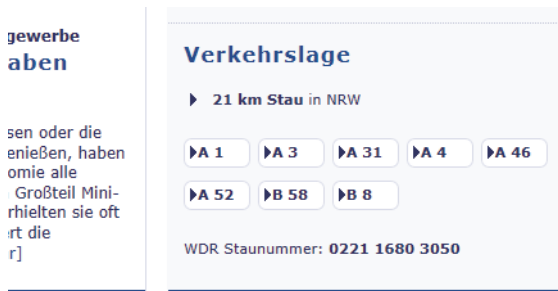 gewerbe
aben
sen oder die
enießen, haben
omie alle
Großteil Mini-
rhielten sie oft
ert die
r]
Verkehrslage
21 km Stau in NRW
A 1 A 3 A 31 A 4 A 46
A 52 B 58 B 8
WDR Staunummer: 0221 1680 3050